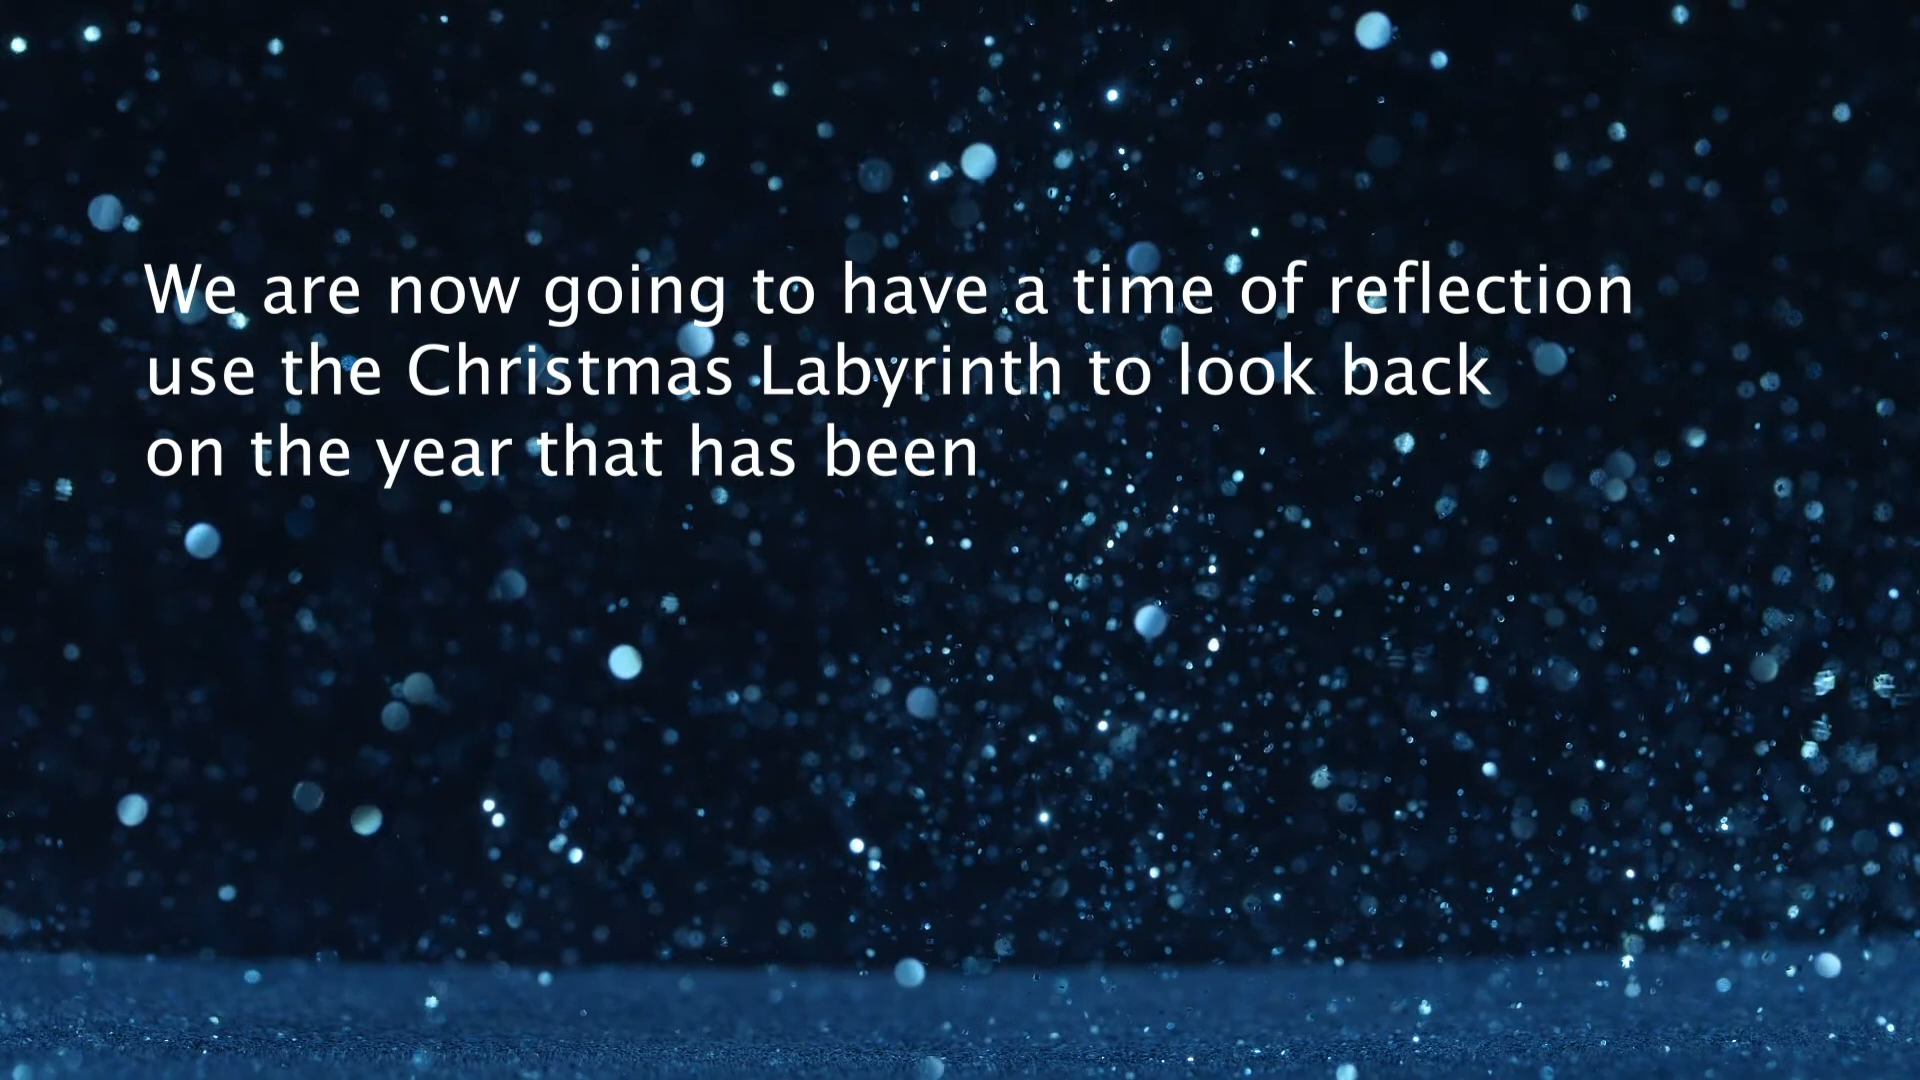 We are now going to have a time of reflection
use the Christmas Labyrinth to look back
on the year that has been